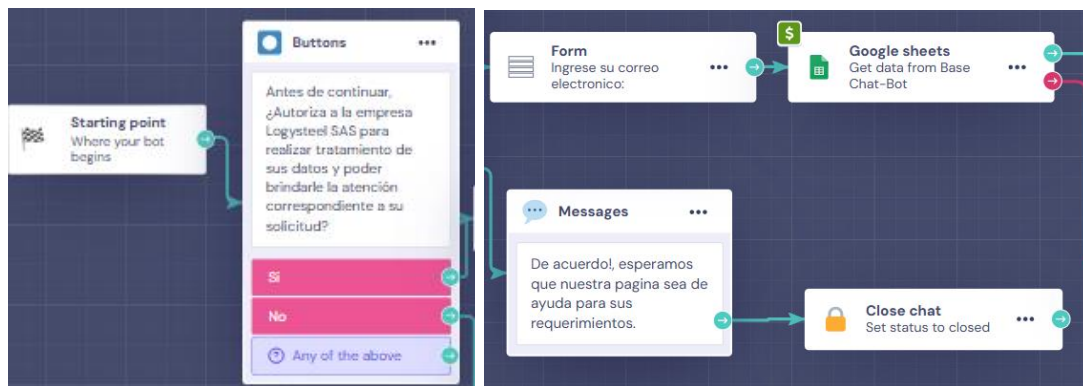 Buttons
Antes de continuar,
¿Autoriza a la empresa
Logysteel SAS para
realizar tratamiento de
sus datos y poder
brindarle la atención
correspondiente a su
solicitud?
Si
No
Any of the above
Starting point
Where your bot
begins
Form
Ingrese su correo
electronico:
$
Google sheets
Get data from Base
Chat-Bot
Messages
De acuerdo!, esperamos
que nuestra pagina sea de
ayuda para sus
requerimientos.
Close chat
Set status to closed